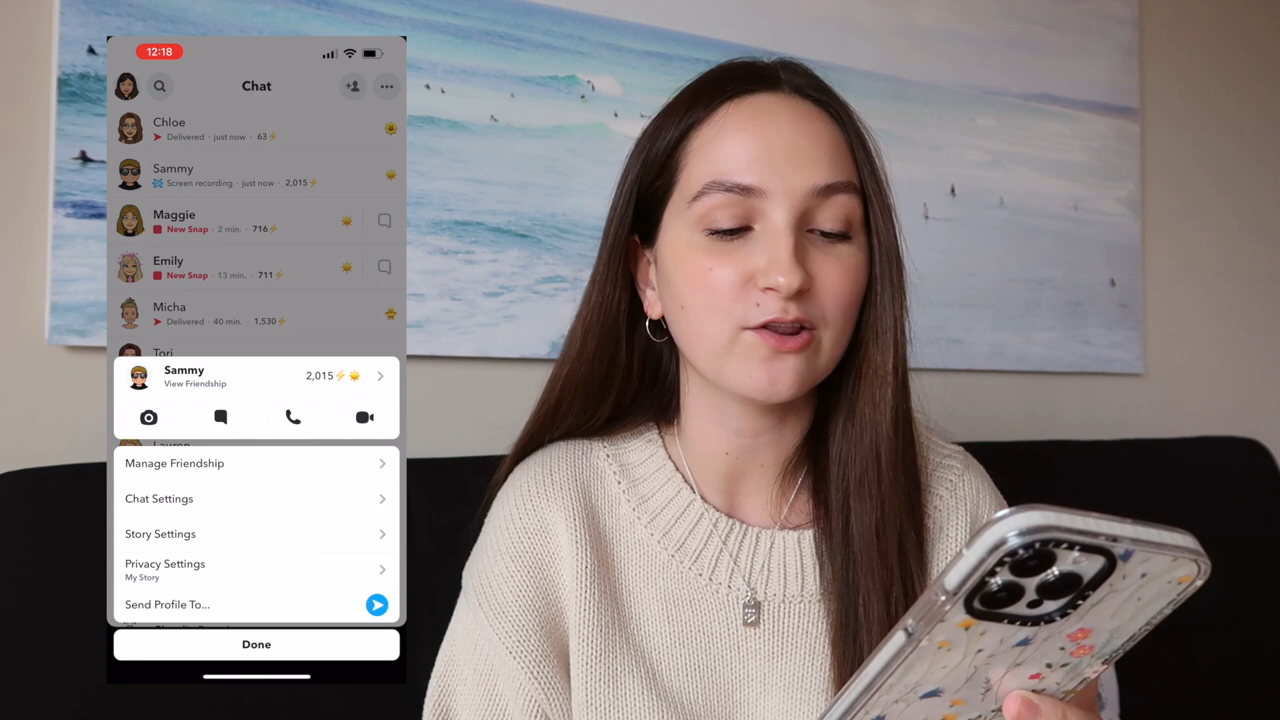 12:18
Chat
Chloe
Delivered · just now · 63⚡
Sammy
Screen recording · just now · 2,015⚡
Maggie
New Snap · 2 min. · 716⚡
Emily
New Snap · 13 min. · 711⚡
Micha
Delivered · 40 min. · 1,530⚡
Tori
Sammy
View Friendship
2,015⚡
Lauren
Manage Friendship
Chat Settings
Story Settings
Privacy Settings
My Story
Send Profile To...
Done